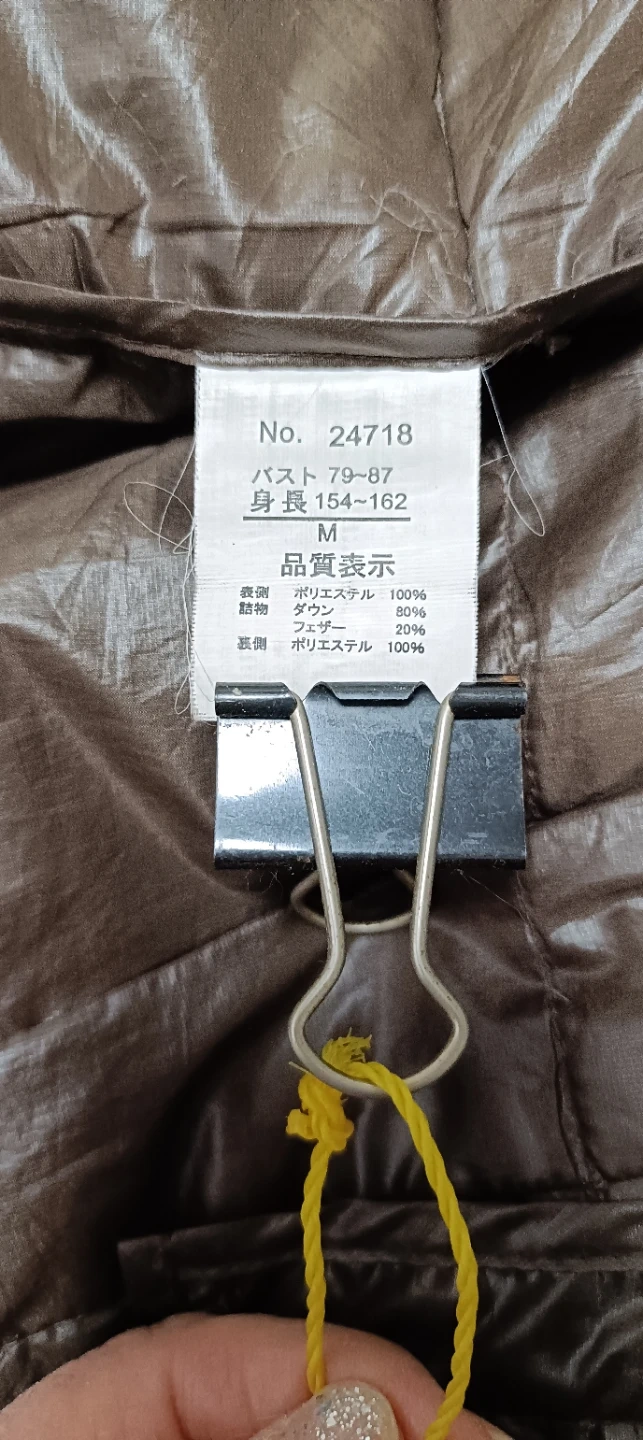 No. 24718
バスト 79~87
身長 154~162
M
品質表示
表側 ポリエステル 100%
詰物 ダウン 80%
フェザー 20%
裏側 ポリエステル 100%